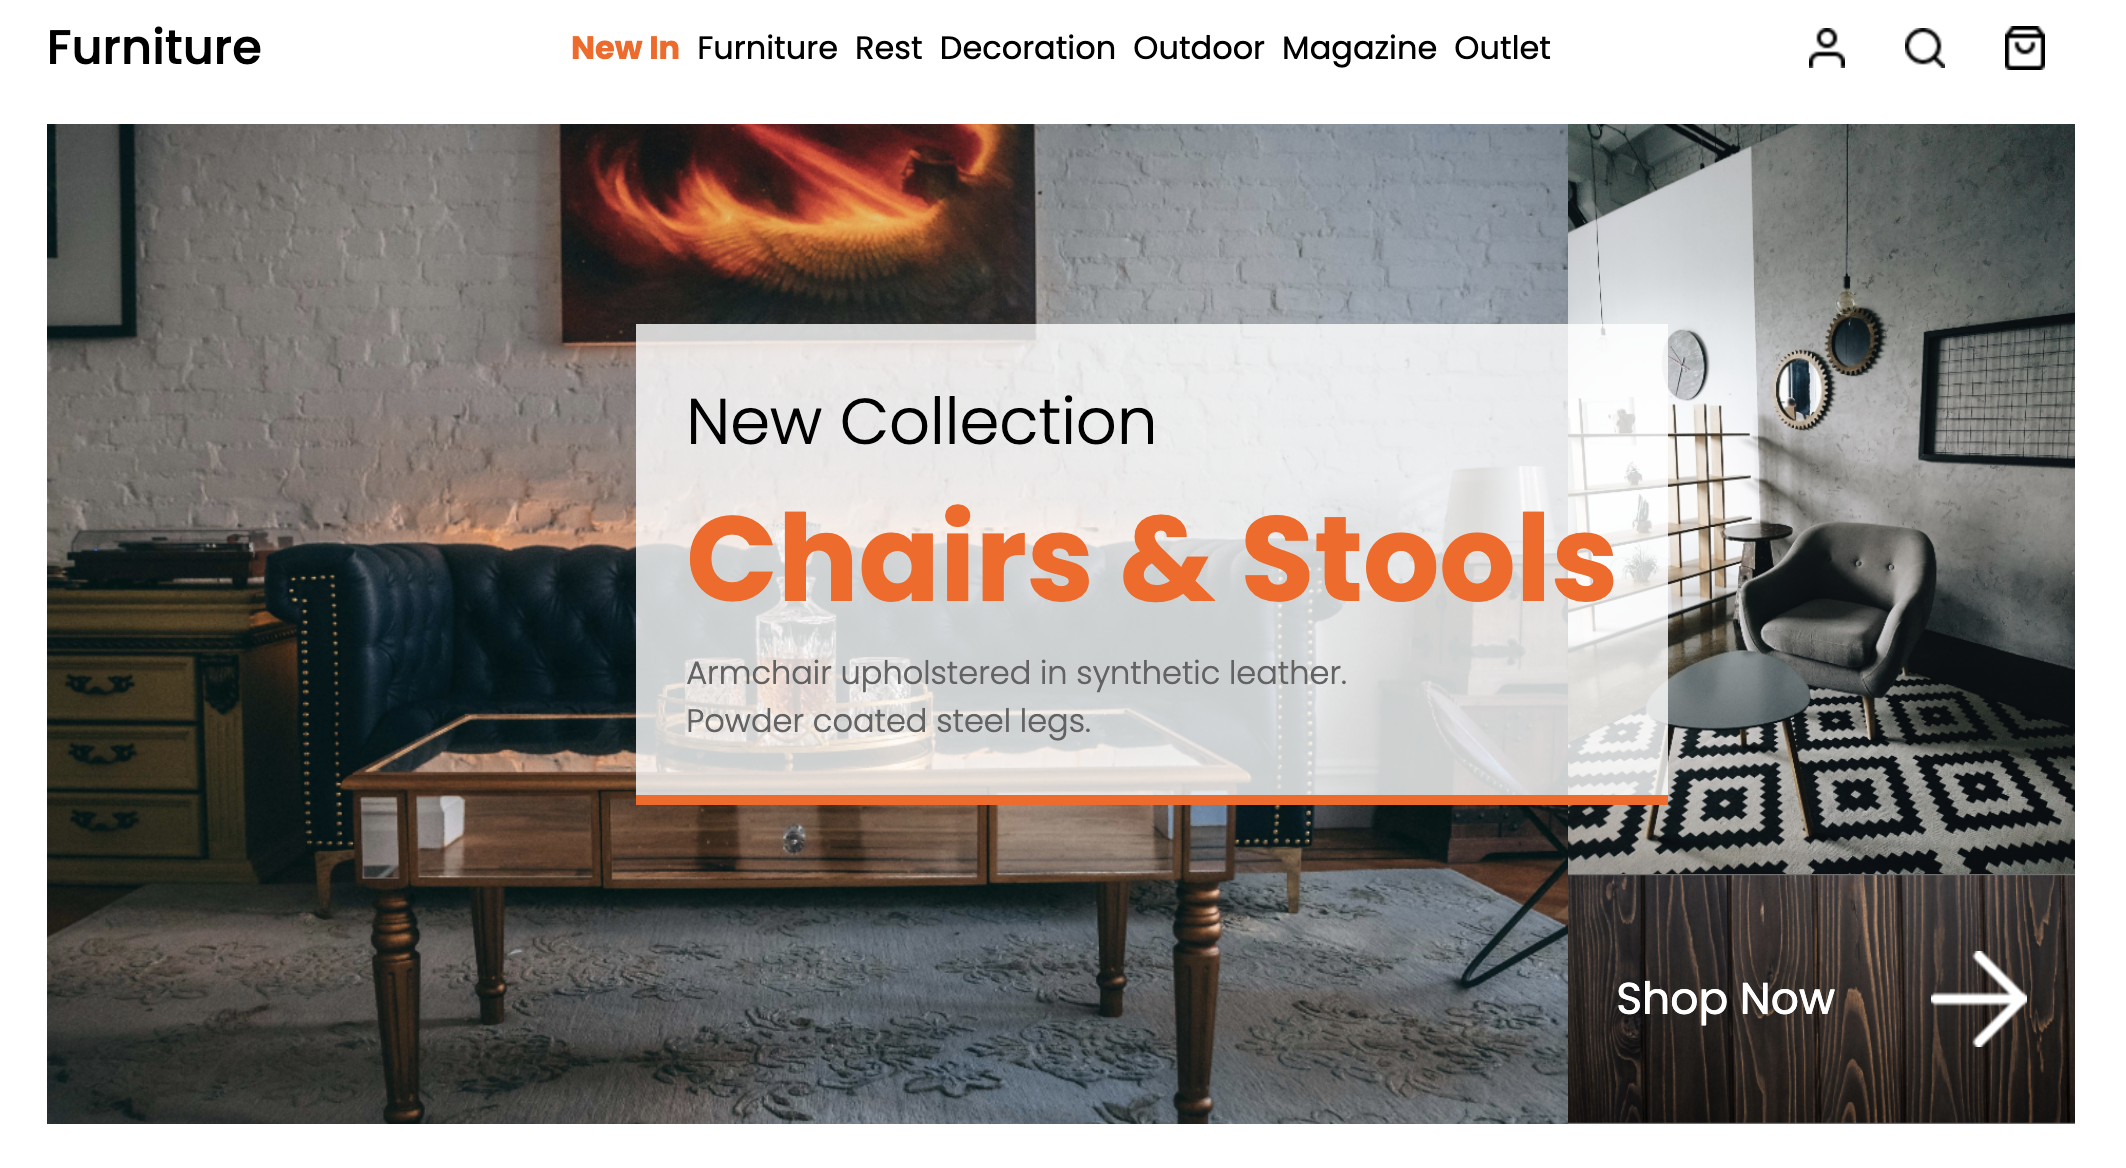 Furniture
New In Furniture Rest Decoration Outdoor Magazine Outlet
New Collection
Chairs & Stools
Armchair upholstered in synthetic leather.
Powder coated steel legs.
Shop Now